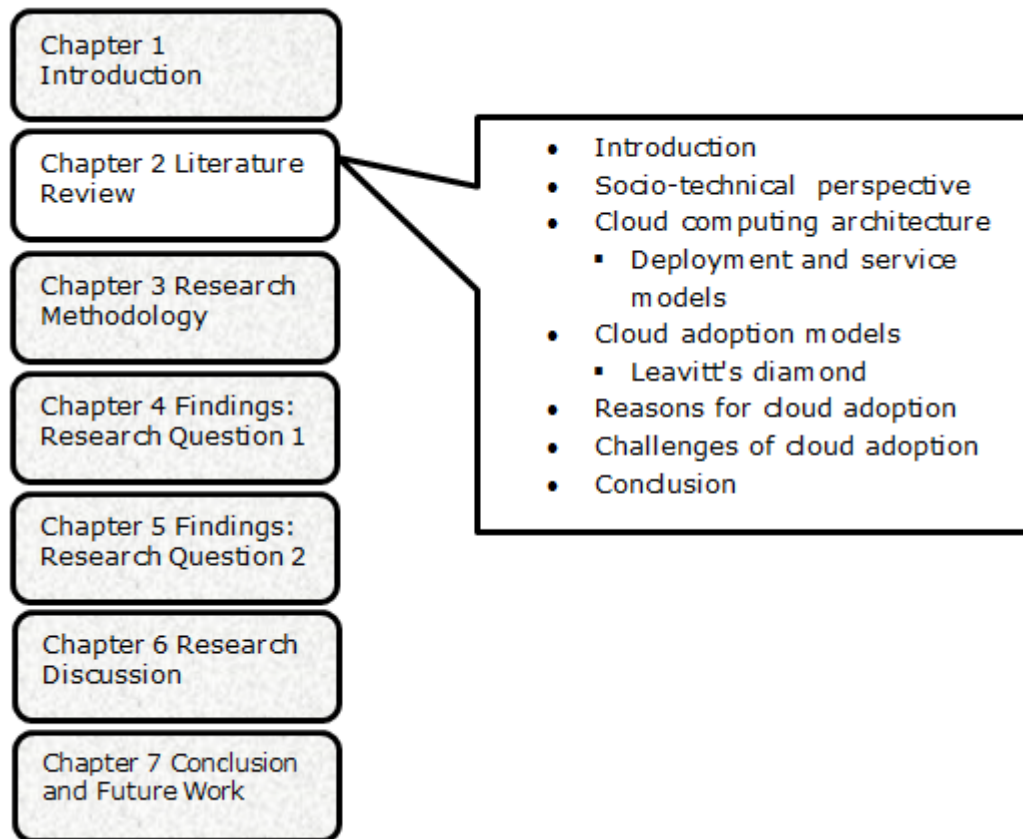 Chapter 1
Introduction
Chapter 2 Literature
Review
Chapter 3 Research
Methodology
Chapter 4 Findings:
Research Question 1
Chapter 5 Findings:
Research Question 2
Chapter 6 Research
Discussion
Chapter 7 Conclusion
and Future Work
• Introduction
• Socio-technical perspective
• Cloud computing architecture
▪ Deployment and service
models
• Cloud adoption models
▪ Leavitt's diamond
• Reasons for cloud adoption
• Challenges of cloud adoption
• Conclusion